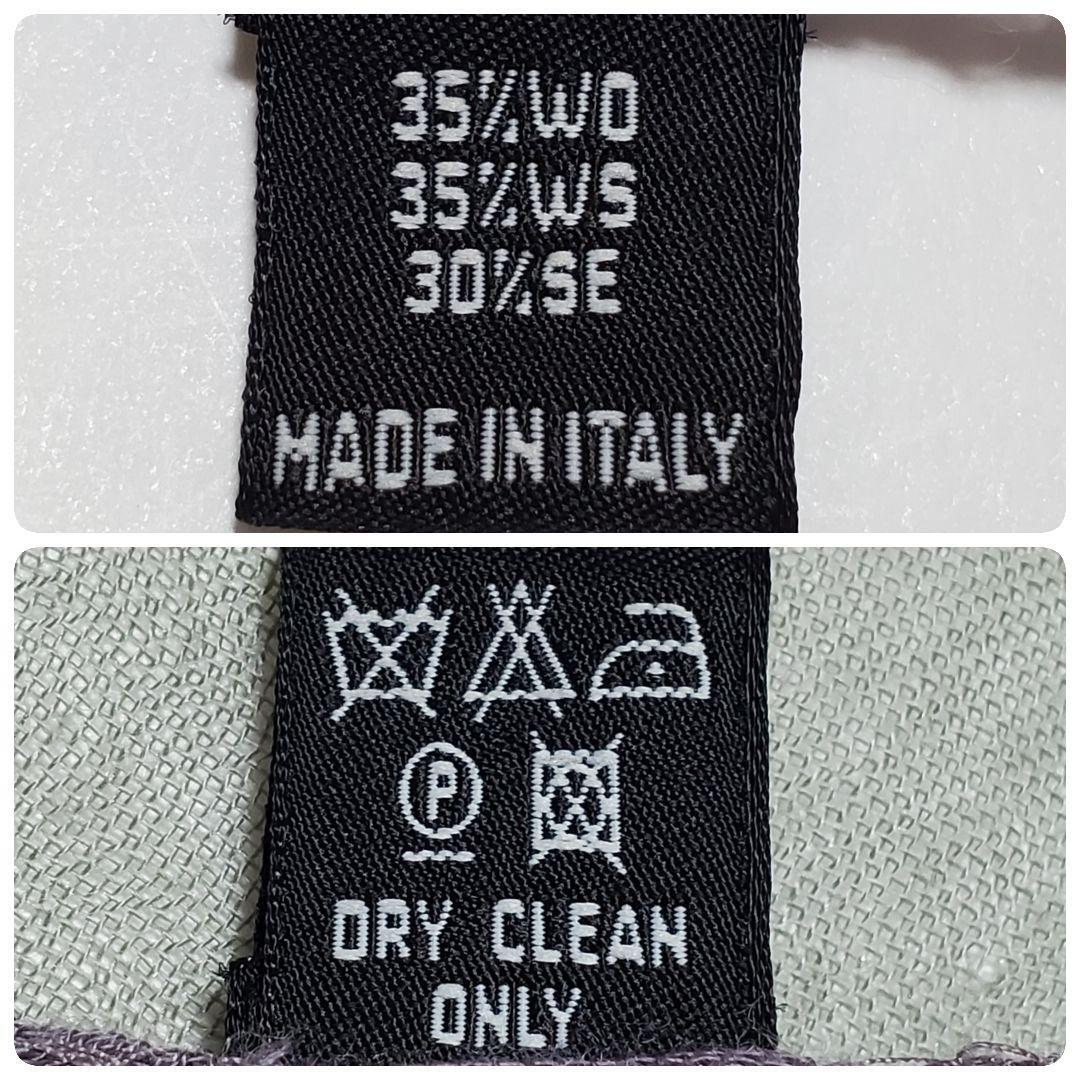 35%WO
35%WS
30%SE
MADE IN ITALY
P
DRY CLEAN
ONLY